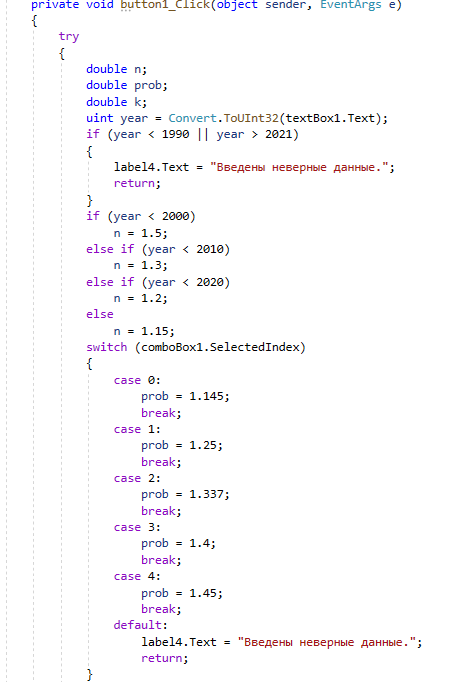 private void button1_Click(object sender, EventArgs e)
{
try
{
double n;
double prob;
double k;
uint year = Convert.ToUInt32(textBox1.Text);
if (year < 1990 || year > 2021)
{
label4.Text = "Введены неверные данные.";
return;
}
if (year < 2000)
n = 1.5;
else if (year < 2010)
n = 1.3;
else if (year < 2020)
n = 1.2;
else
n = 1.15;
switch (comboBox1.SelectedIndex)
{
case 0:
prob = 1.145;
break;
case 1:
prob = 1.25;
break;
case 2:
prob = 1.337;
break;
case 3:
prob = 1.4;
break;
case 4:
prob = 1.45;
break;
default:
label4.Text = "Введены неверные данные.";
return;
}